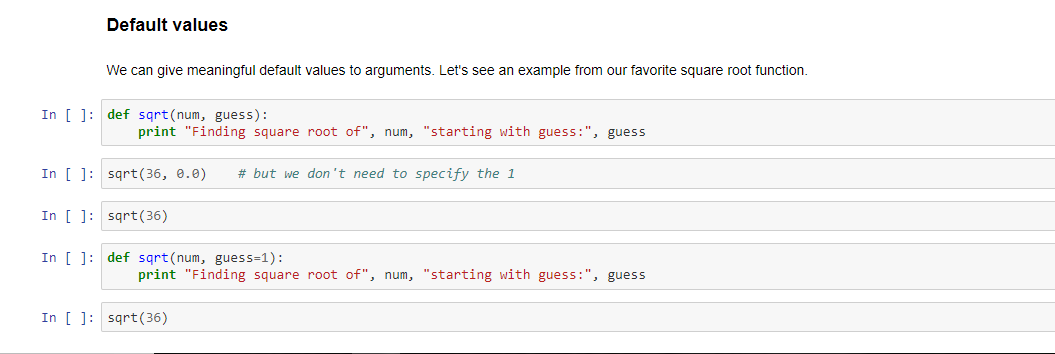 Default values
We can give meaningful default values to arguments. Let's see an example from our favorite square root function.
In [ ]: def sqrt(num, guess):
    print "Finding square root of", num, "starting with guess:", guess
In [ ]: sqrt(36, 0.0)    # but we don't need to specify the 1
In [ ]: sqrt(36)
In [ ]: def sqrt(num, guess=1):
    print "Finding square root of", num, "starting with guess:", guess
In [ ]: sqrt(36)